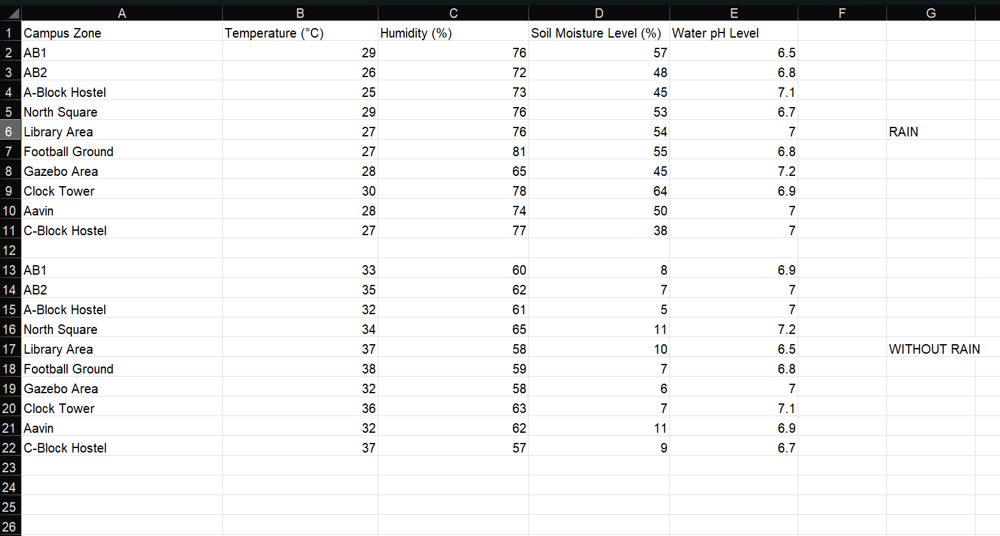 A B C D E F G
1 Campus Zone Temperature (°C) Humidity (%) Soil Moisture Level (%) Water pH Level
2 AB1 29 76 57 6.5
3 AB2 26 72 48 6.8
4 A-Block Hostel 25 73 45 7.1
5 North Square 29 76 53 6.7
6 Library Area 27 76 54 7 RAIN
7 Football Ground 27 81 55 6.8
8 Gazebo Area 28 65 45 7.2
9 Clock Tower 30 78 64 6.9
10 Aavin 28 74 50 7
11 C-Block Hostel 27 77 38 7
12
13 AB1 33 60 8 6.9
14 AB2 35 62 7 7
15 A-Block Hostel 32 61 5 7
16 North Square 34 65 11 7.2
17 Library Area 37 58 10 6.5 WITHOUT RAIN
18 Football Ground 38 59 7 6.8
19 Gazebo Area 32 58 6 7
20 Clock Tower 36 63 7 7.1
21 Aavin 32 62 11 6.9
22 C-Block Hostel 37 57 9 6.7
23
24
25
26